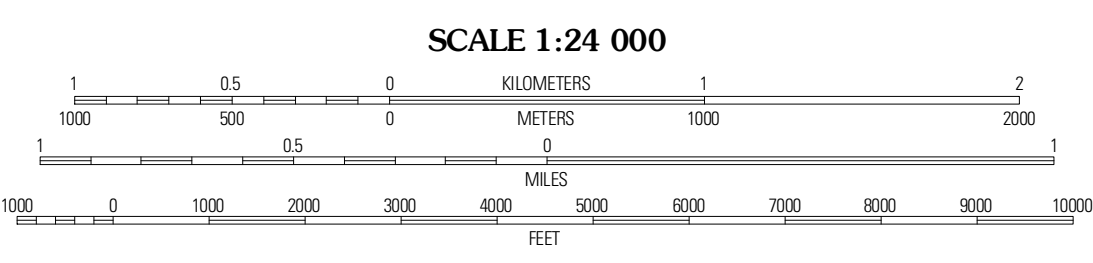 SCALE 1:24 000
1 0.5 0 KILOMETERS 1 2
1000 500 0 METERS 1000 2000
1 0.5 0 1
MILES
1000 0 1000 2000 3000 4000 5000 6000 7000 8000 9000 10000
FEET